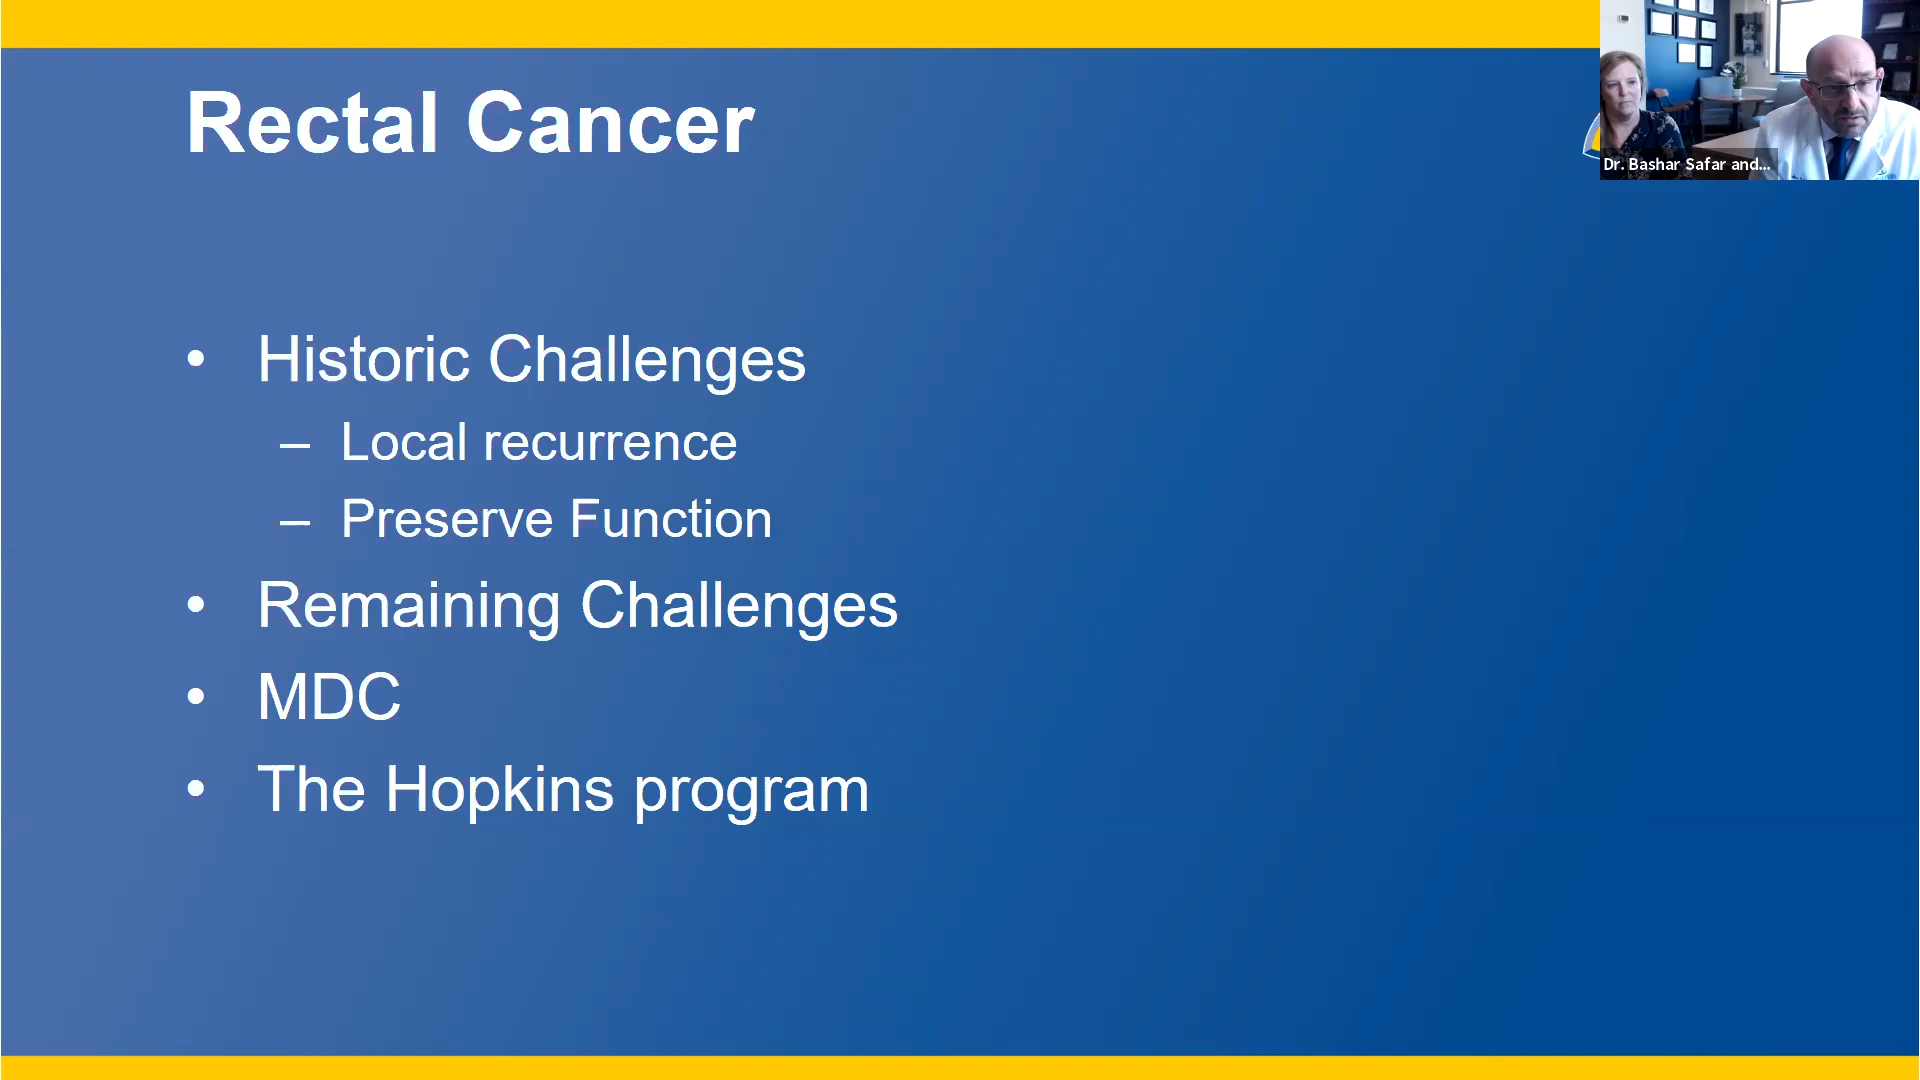 Rectal Cancer
Dr. Bashar Safar and...
• Historic Challenges
– Local recurrence
– Preserve Function
• Remaining Challenges
• MDC
• The Hopkins program